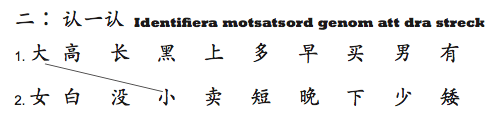 二：认一认 Identifiera motsatsord genom att dra streck
1. 大 高 长 黑 上 多 早 买 男 有
2. 女 白 没 小 卖 短 晚 下 少 矮